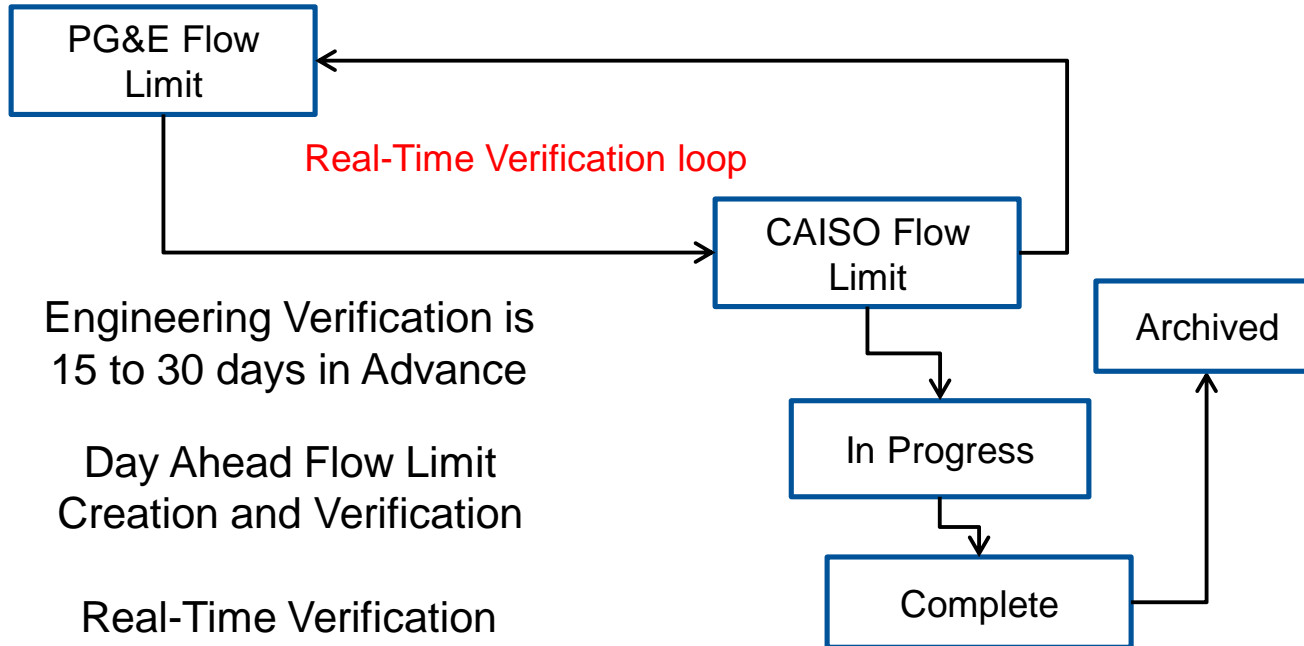 PG&E Flow
Limit
Real-Time Verification loop
CAISO Flow
Limit
Engineering Verification is
15 to 30 days in Advance
Archived
In Progress
Day Ahead Flow Limit
Creation and Verification
Complete
Real-Time Verification